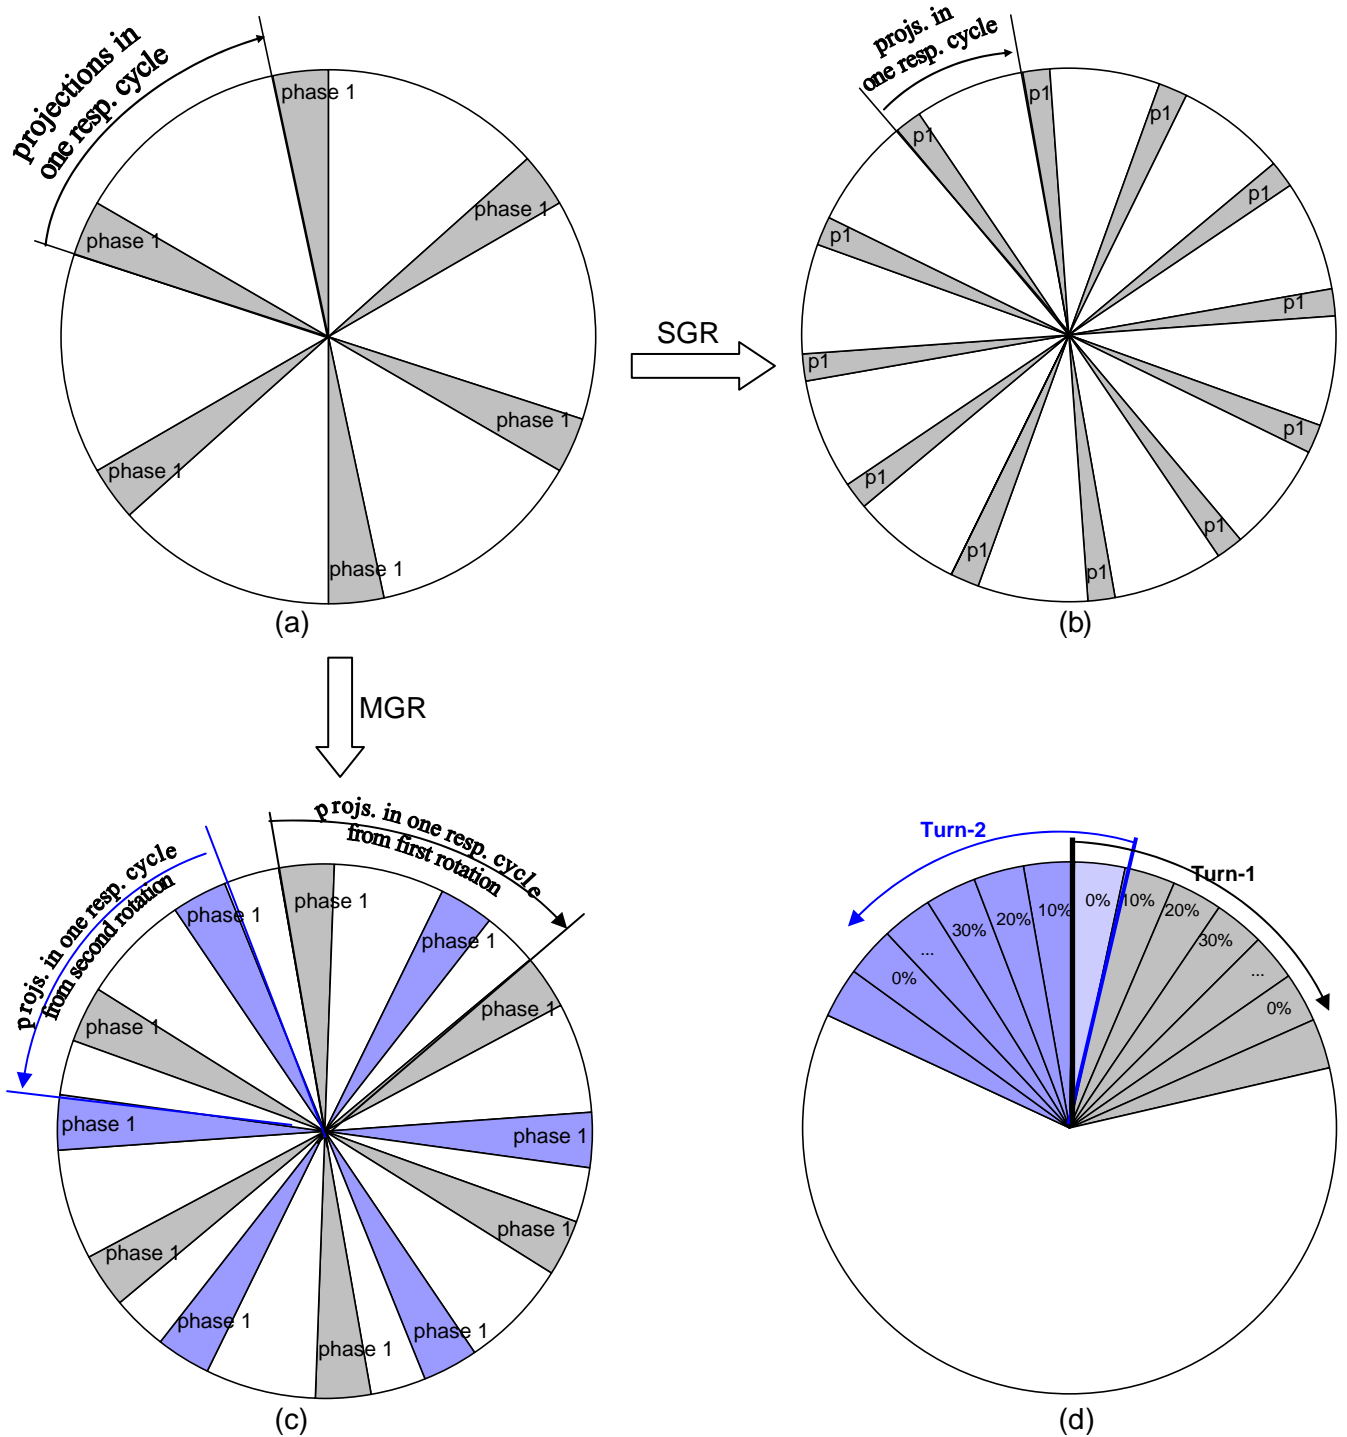 projections in
one resp. cycle
phase 1
phase 1
phase 1
phase 1
phase 1
phase 1
(a)
SGR
projs. in
one resp. cycle
p1
p1
p1
p1
p1
p1
p1
p1
p1
p1
p1
p1
(b)
MGR
projs. in one resp. cycle
from first rotation
projs. in one resp. cycle
from second rotation
phase 1
phase 1
phase 1
phase 1
phase 1
phase 1
phase 1
phase 1
phase 1
phase 1
phase 1
phase 1
(c)
Turn-2
Turn-1
0%
...
30%
20%
10%
0%
10%
20%
30%
...
0%
(d)